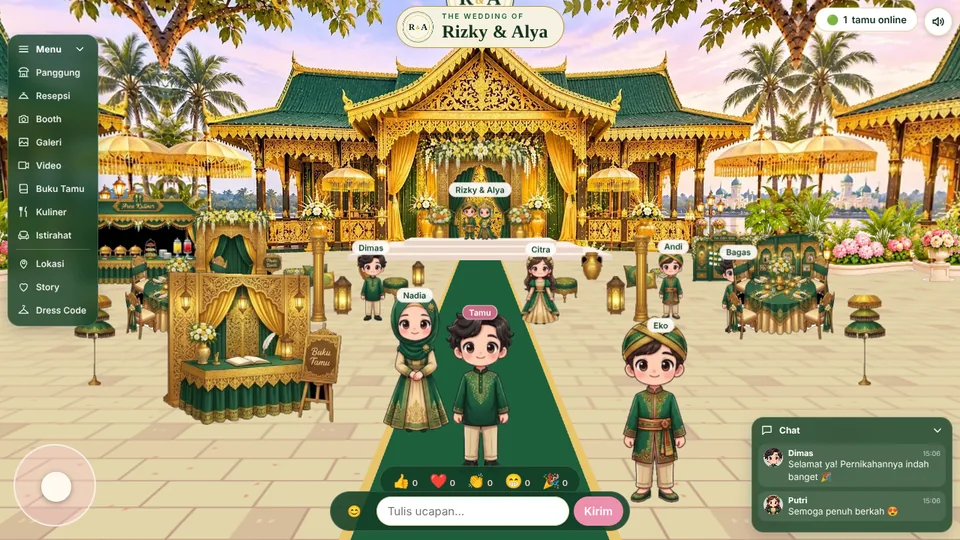 R & A
R & A
THE WEDDING OF
Rizky & Alya
1 tamu online
Menu
Panggung
Resepsi
Booth
Galeri
Video
Buku Tamu
Kuliner
Istirahat
Lokasi
Story
Dress Code
Rizky & Alya
Dimas
Citra
Andi
Bagas
Nadia
Tamu
Eko
Buku
Tamu
Chat
Dimas
15:06
Selamat ya! Pernikahannya indah
banget 🎉
Putri
15:06
Semoga penuh berkah 😍
👍 0 ❤️ 0 👏 0 😁 0 🎉 0
😊 Tulis ucapan... Kirim